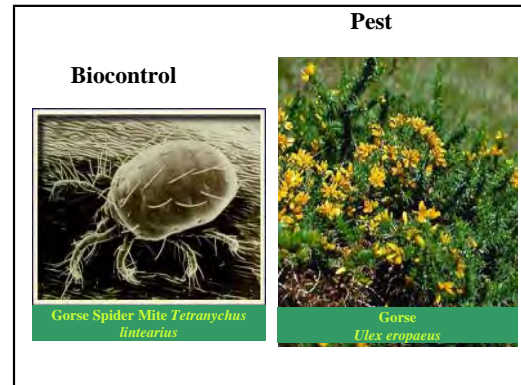 Pest
Biocontrol
Gorse Spider Mite Tetranychus
lintearius
Gorse
Ulex eropaeus